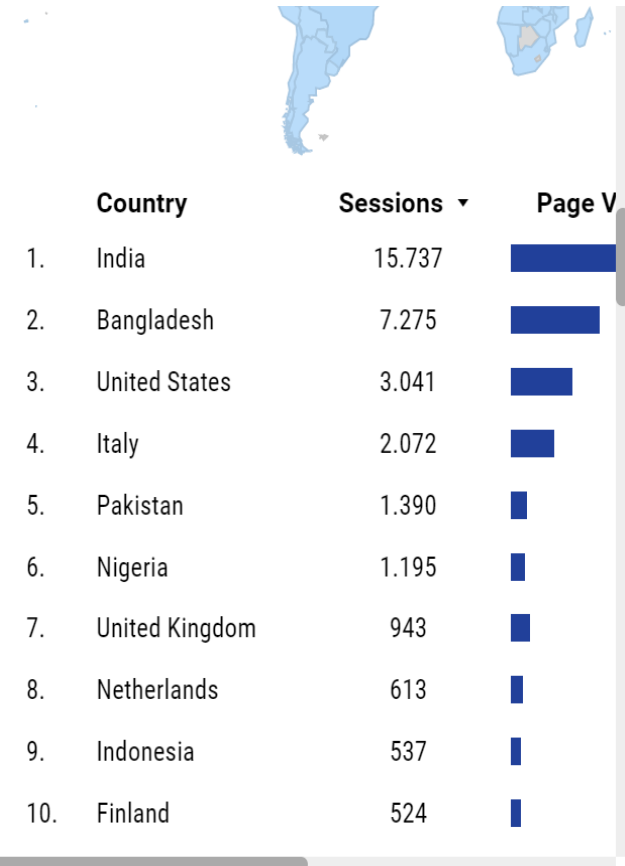 Country Sessions ▼ Page V
1. India 15.737
2. Bangladesh 7.275
3. United States 3.041
4. Italy 2.072
5. Pakistan 1.390
6. Nigeria 1.195
7. United Kingdom 943
8. Netherlands 613
9. Indonesia 537
10. Finland 524